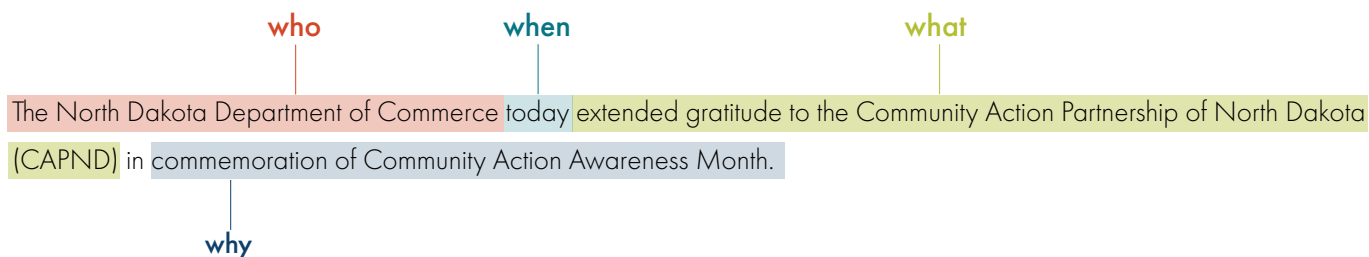 who when what
The North Dakota Department of Commerce today extended gratitude to the Community Action Partnership of North Dakota
(CAPND) in commemoration of Community Action Awareness Month.
why